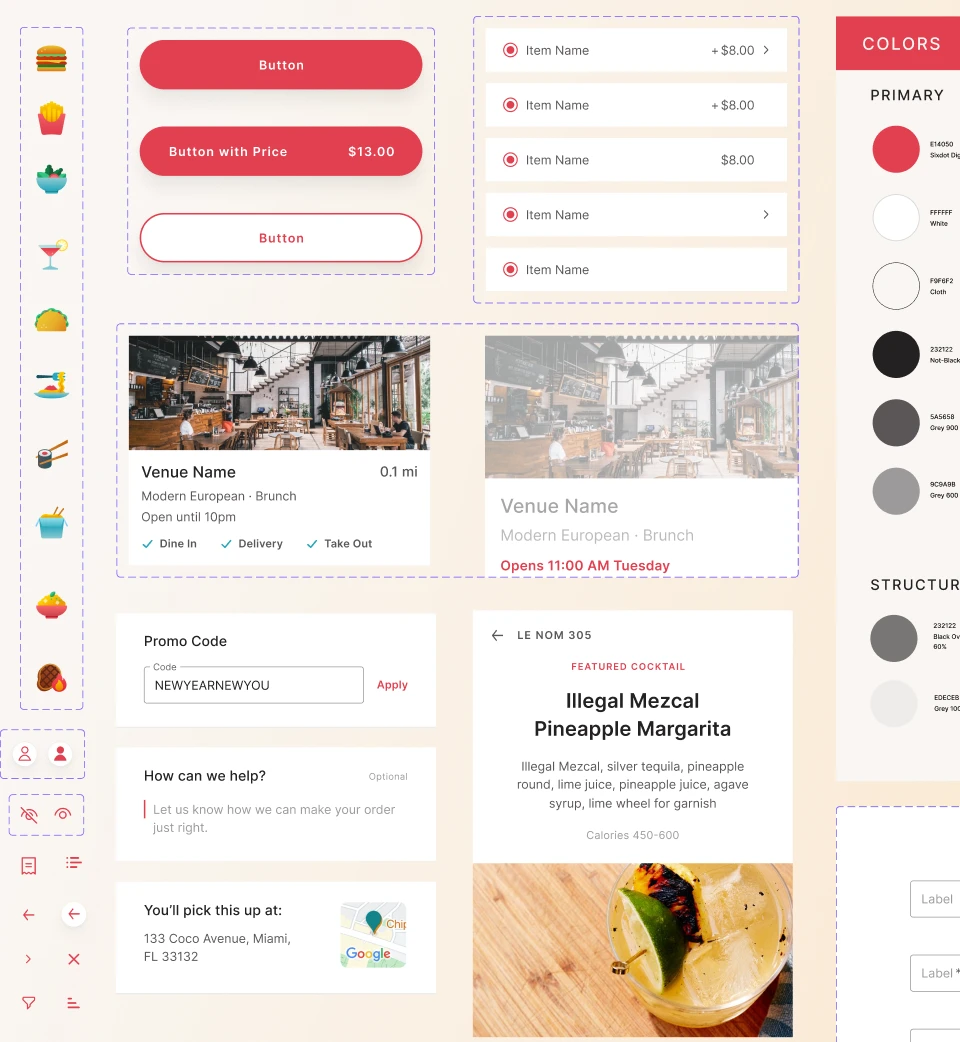 Button
Button with Price $13.00
Button
Item Name +$8.00
Item Name +$8.00
Item Name $8.00
Item Name
Item Name
Venue Name 0.1 mi
Modern European · Brunch
Open until 10pm
Dine In Delivery Take Out
Venue Name
Modern European · Brunch
Opens 11:00 AM Tuesday
Promo Code
Code
NEWYEARNEWYOU
Apply
How can we help? Optional
Let us know how we can make your order
just right.
You’ll pick this up at:
133 Coco Avenue, Miami,
FL 33132
Chip
Google
LE NOM 305
FEATURED COCKTAIL
Illegal Mezcal
Pineapple Margarita
Illegal Mezcal, silver tequila, pineapple
round, lime juice, pineapple juice, agave
syrup, lime wheel for garnish
Calories 450-600
COLORS
PRIMARY
E14050
Sixdot Dig
FFFFFF
White
F9F6F2
Cloth
232122
Not-Black
5A5658
Grey 900
9C9A9B
Grey 600
STRUCTUR
232122
Black Ov
60%
EDECEB
Grey 100
Label
Label *